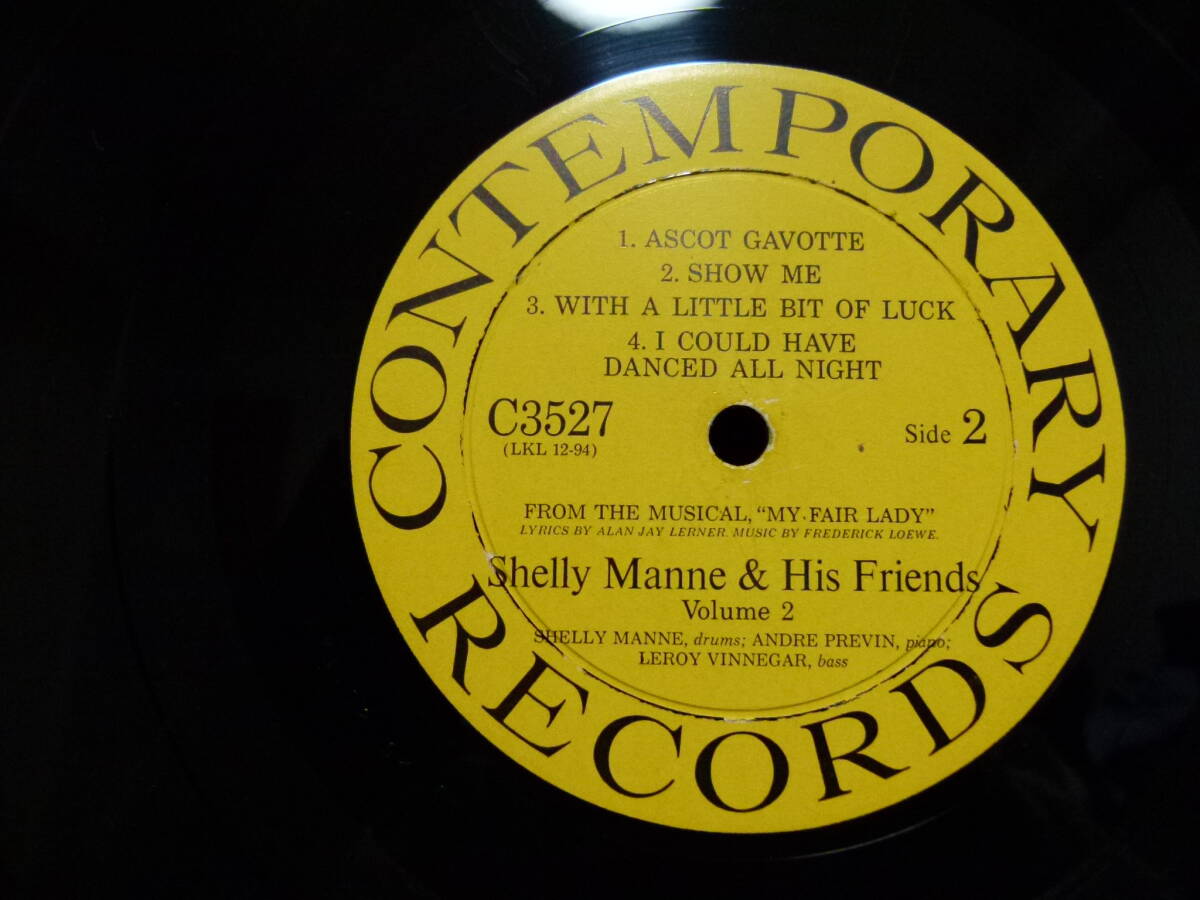 CONTEMPORARY
1. ASCOT GAVOTTE
2. SHOW ME
3. WITH A LITTLE BIT OF LUCK
4. I COULD HAVE
DANCED ALL NIGHT
C3527
(LKL 12-94)
Side 2
FROM THE MUSICAL, “MY FAIR LADY”
LYRICS BY ALAN JAY LERNER. MUSIC BY FREDERICK LOEWE.
Shelly Manne & His Friends
Volume 2
SHELLY MANNE, drums; ANDRE PREVIN, piano;
LEROY VINNEGAR, bass
RECORDS